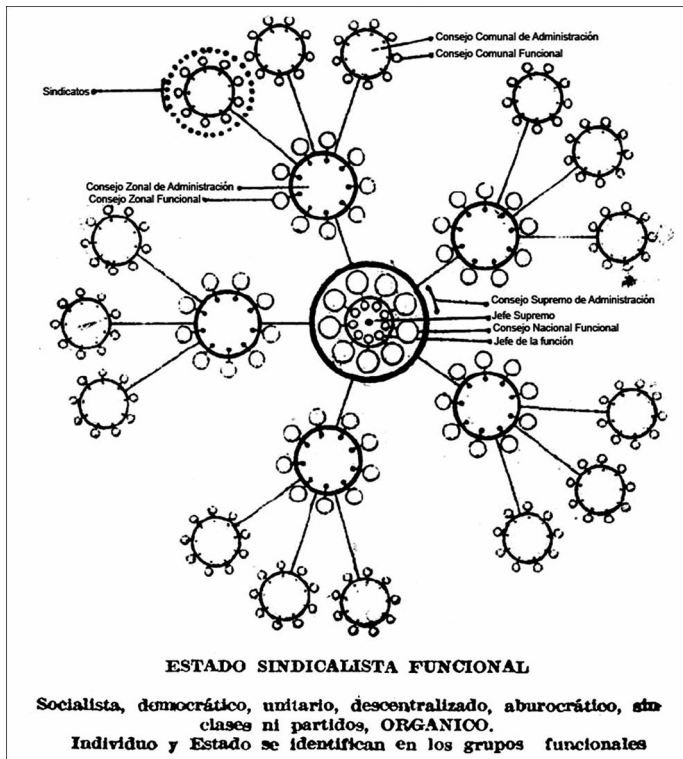 Consejo Comunal de Administración
Consejo Comunal Funcional
Sindicatos
Consejo Zonal de Administración
Consejo Zonal Funcional
Consejo Supremo de Administración
Jefe Supremo
Consejo Nacional Funcional
Jefe de la función
ESTADO SINDICALISTA FUNCIONAL
Socialista, democrático, unitario, descentralizado, aburocrático, sin
clases ni partidos, ORGANICO.
Individuo y Estado se identifican en los grupos funcionales